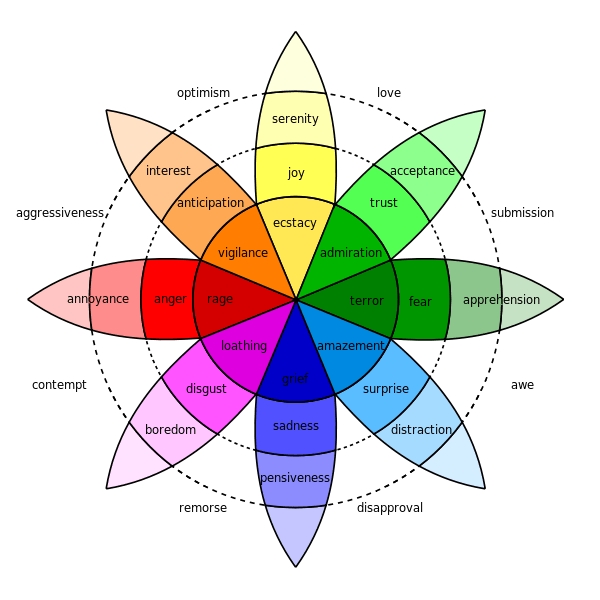 optimism
love
serenity
interest
joy
acceptance
anticipation
trust
aggressiveness
submission
ecstacy
vigilance
admiration
annoyance
anger
rage
terror
fear
apprehension
loathing
amazement
contempt
grief
awe
disgust
surprise
boredom
sadness
distraction
pensiveness
remorse
disapproval